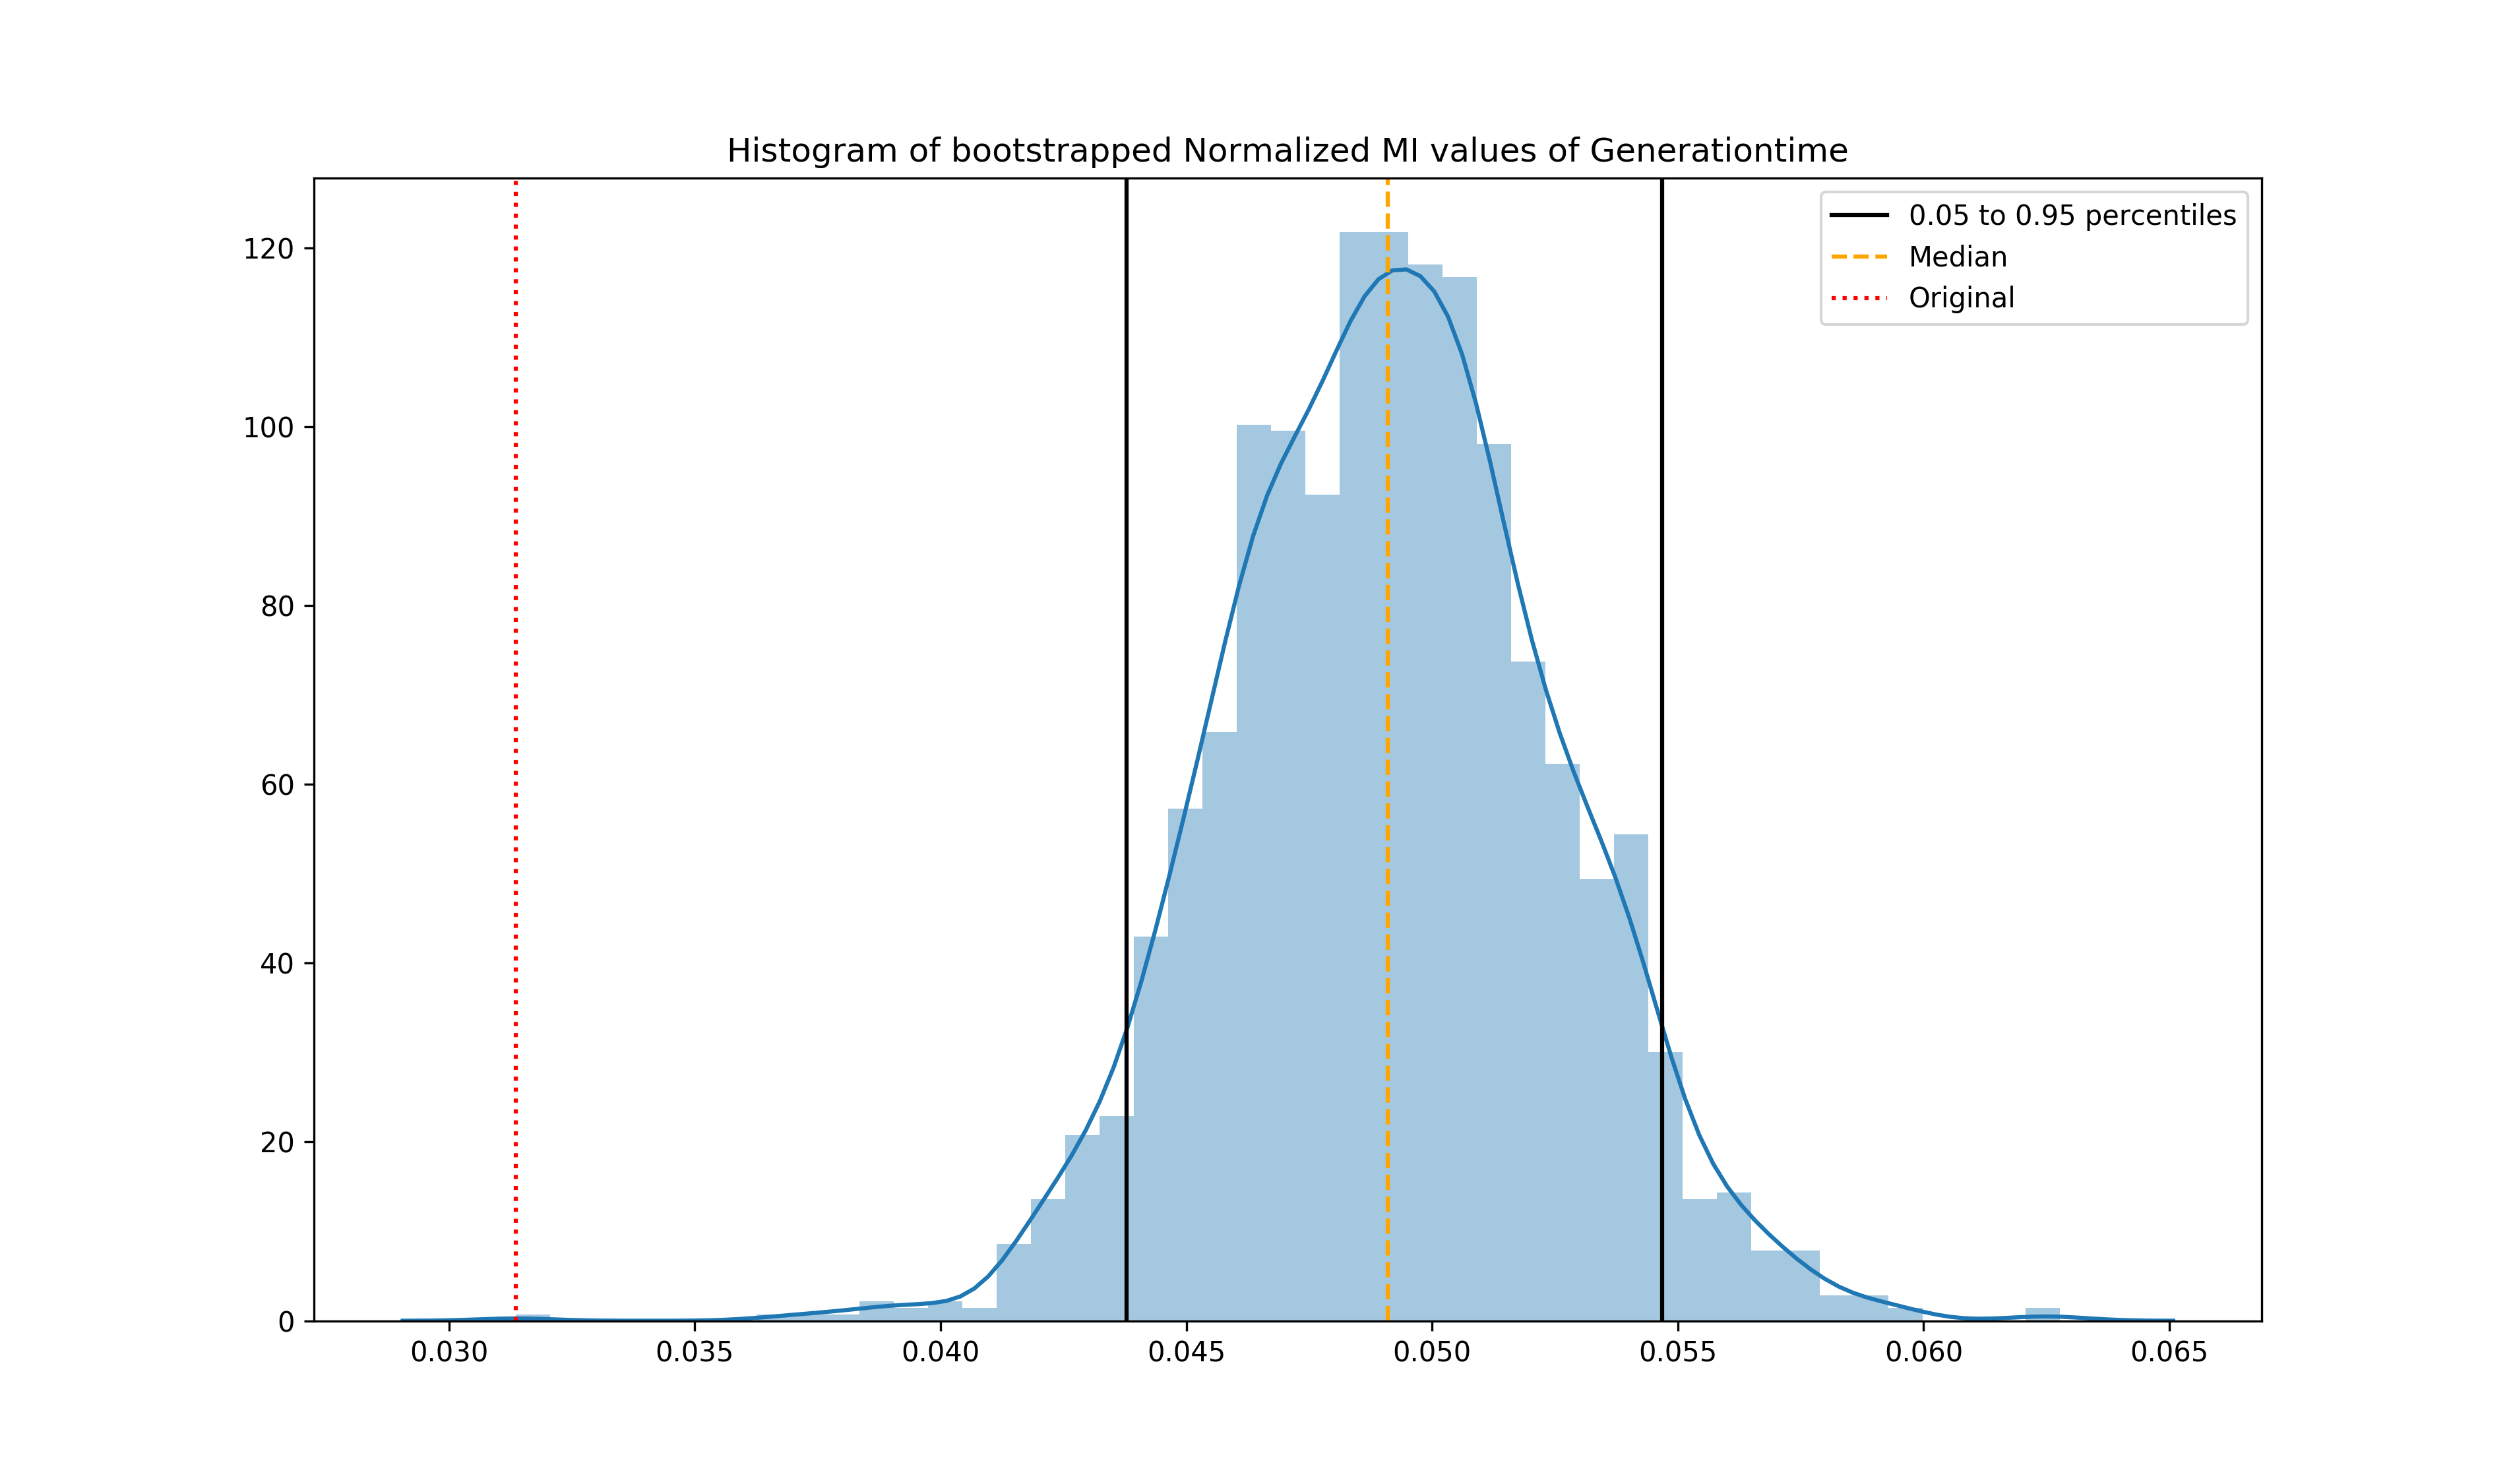 Histogram of bootstrapped Normalized MI values of Generationtime
0.05 to 0.95 percentiles
Median
Original
120
100
80
60
40
20
0
0.030 0.035 0.040 0.045 0.050 0.055 0.060 0.065